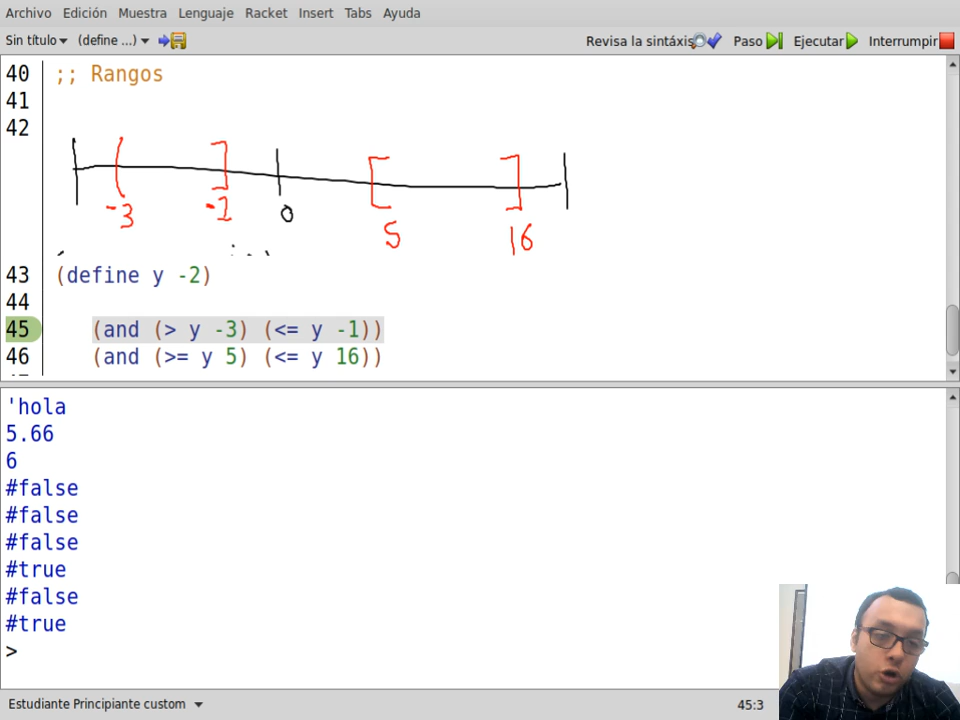 Archivo Edición Muestra Lenguaje Racket Insert Tabs Ayuda
Sin título (define ...) Revisa la sintáxis Paso Ejecutar Interrumpir
40 ;; Rangos
41
42
-3 -2 0 5 16
43 (define y -2)
44
45 (and (> y -3) (<= y -1))
46 (and (>= y 5) (<= y 16))
'hola
5.66
6
#false
#false
#false
#true
#false
#true
>
Estudiante Principiante custom 45:3